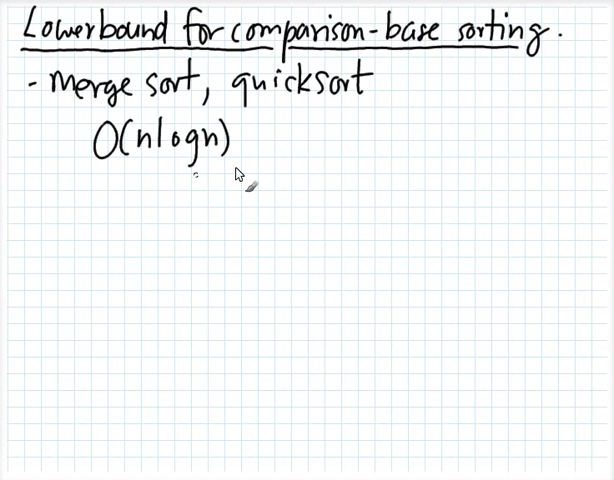 Lowerbound for comparison-base sorting.
- Merge sort, quicksort
O(nlogn)